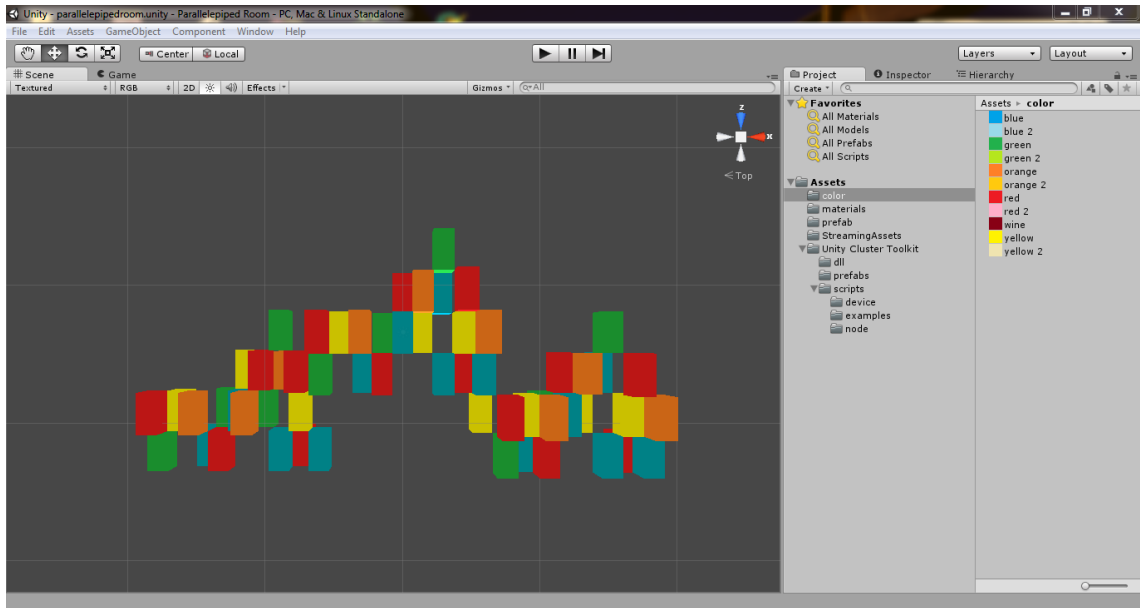 Unity - parallelepipedroom.unity - Parallelepiped Room - PC, Mac & Linux Standalone
File Edit Assets GameObject Component Window Help
Center Local Layers Layout
Scene Game Project Inspector Hierarchy
Textured RGB 2D Effects Gizmos All Create
Favorites
All Materials
All Models
All Prefabs
All Scripts
Assets
color
materials
prefab
StreamingAssets
Unity Cluster Toolkit
dll
prefabs
scripts
device
examples
node
Assets color
blue
blue 2
green
green 2
orange
orange 2
red
red 2
wine
yellow
yellow 2
z
x
Top